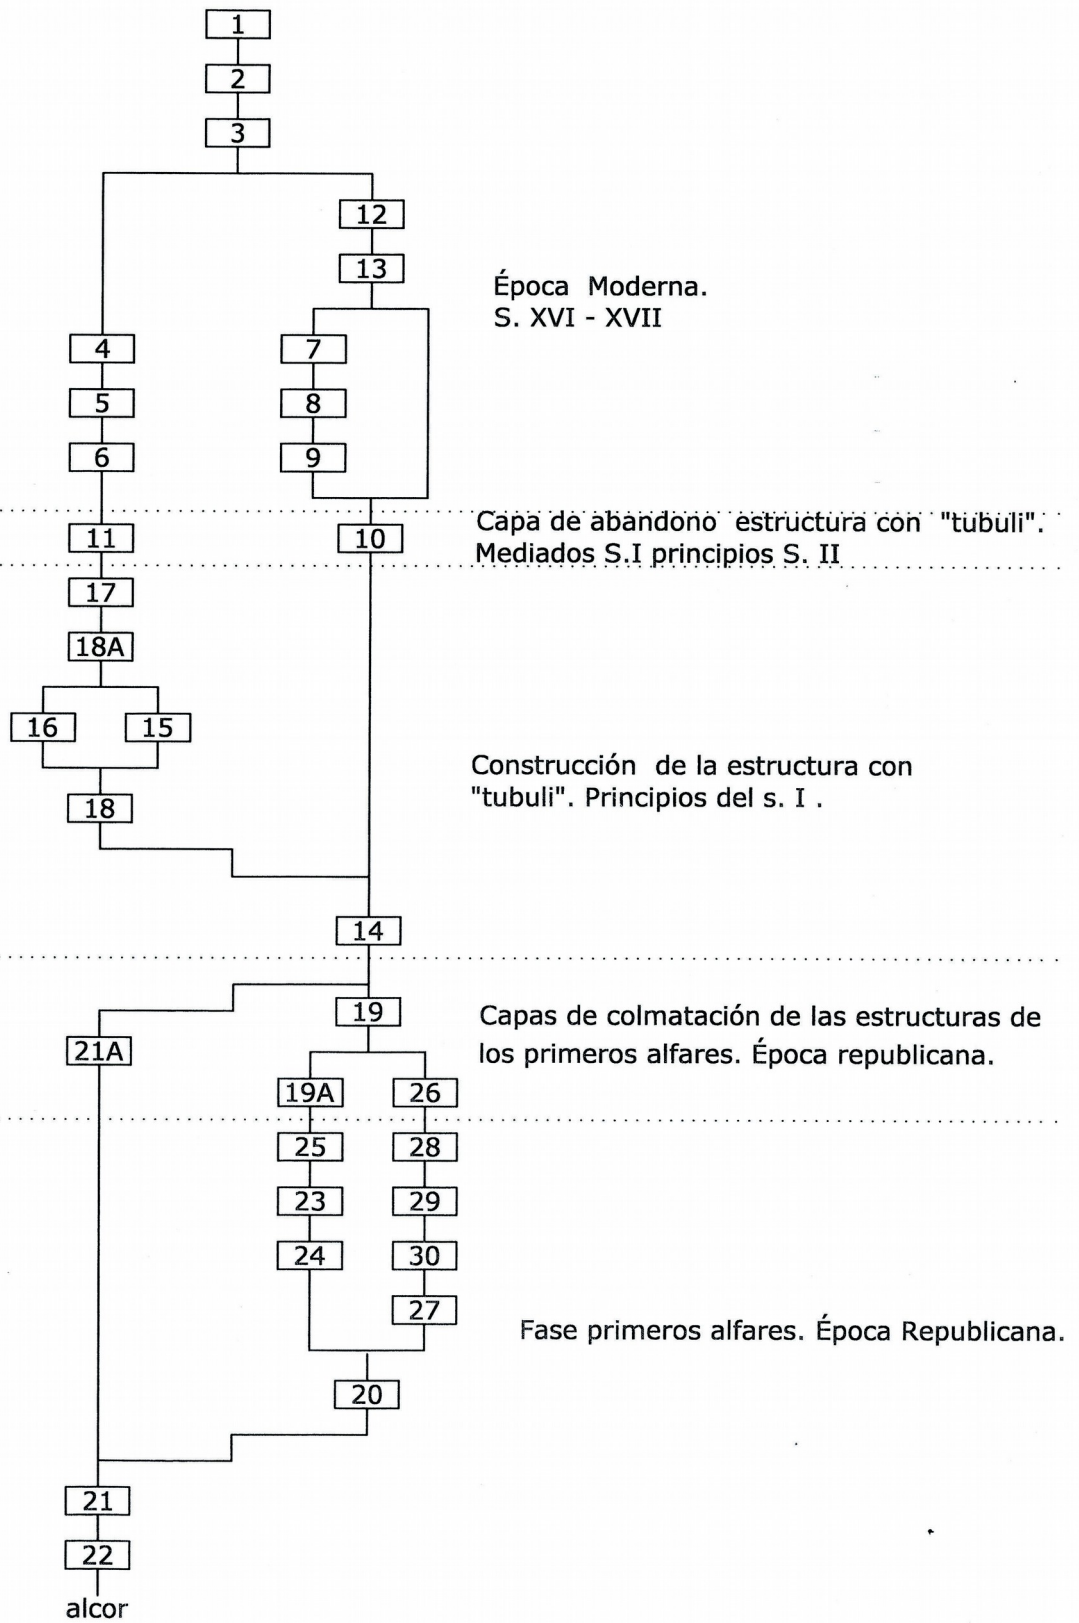 1
2
3
12
13
Época Moderna.
S. XVI - XVII
4
7
5
8
6
9
Capa de abandono estructura con "tubuli".
11
10
Mediados S.I principios S. II
17
18A
16
15
Construcción de la estructura con
"tubuli". Principios del s. I .
18
14
19
Capas de colmatación de las estructuras de
21A
los primeros alfares. Época republicana.
19A
26
25
28
23
29
24
30
27
Fase primeros alfares. Época Republicana.
20
21
22
alcor